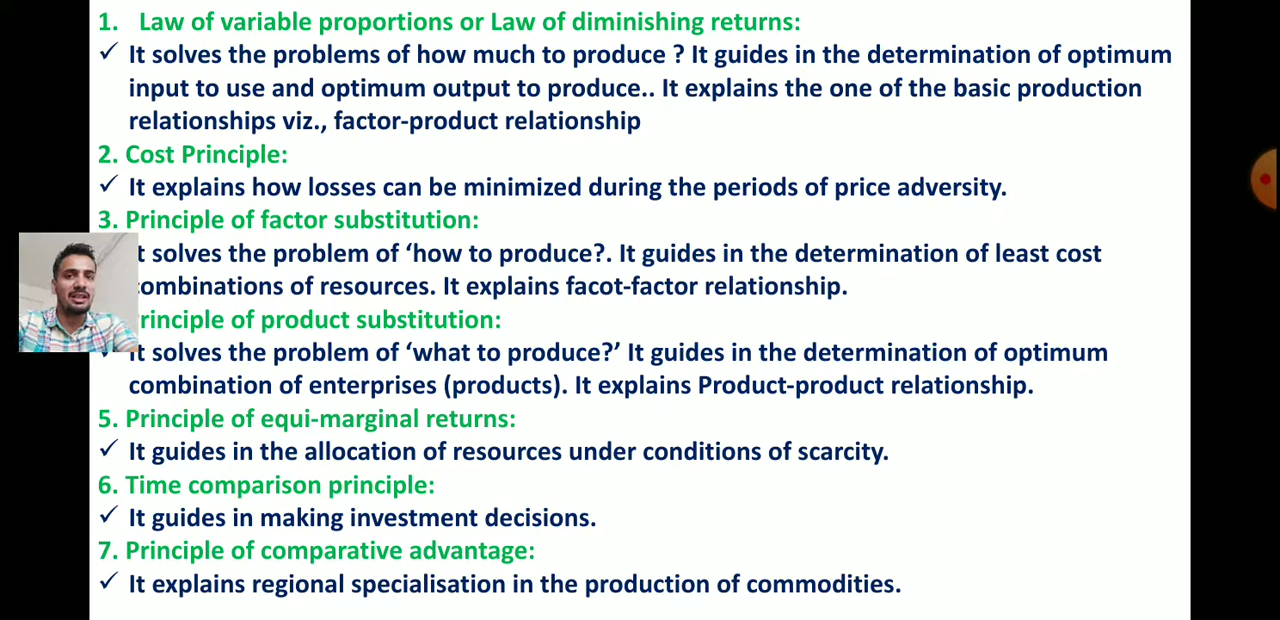 1. Law of variable proportions or Law of diminishing returns:
✓ It solves the problems of how much to produce ? It guides in the determination of optimum
input to use and optimum output to produce.. It explains the one of the basic production
relationships viz., factor-product relationship
2. Cost Principle:
✓ It explains how losses can be minimized during the periods of price adversity.
3. Principle of factor substitution:
t solves the problem of ‘how to produce?. It guides in the determination of least cost
ombinations of resources. It explains facot-factor relationship.
rinciple of product substitution:
It solves the problem of ‘what to produce?’ It guides in the determination of optimum
combination of enterprises (products). It explains Product-product relationship.
5. Principle of equi-marginal returns:
✓ It guides in the allocation of resources under conditions of scarcity.
6. Time comparison principle:
✓ It guides in making investment decisions.
7. Principle of comparative advantage:
✓ It explains regional specialisation in the production of commodities.